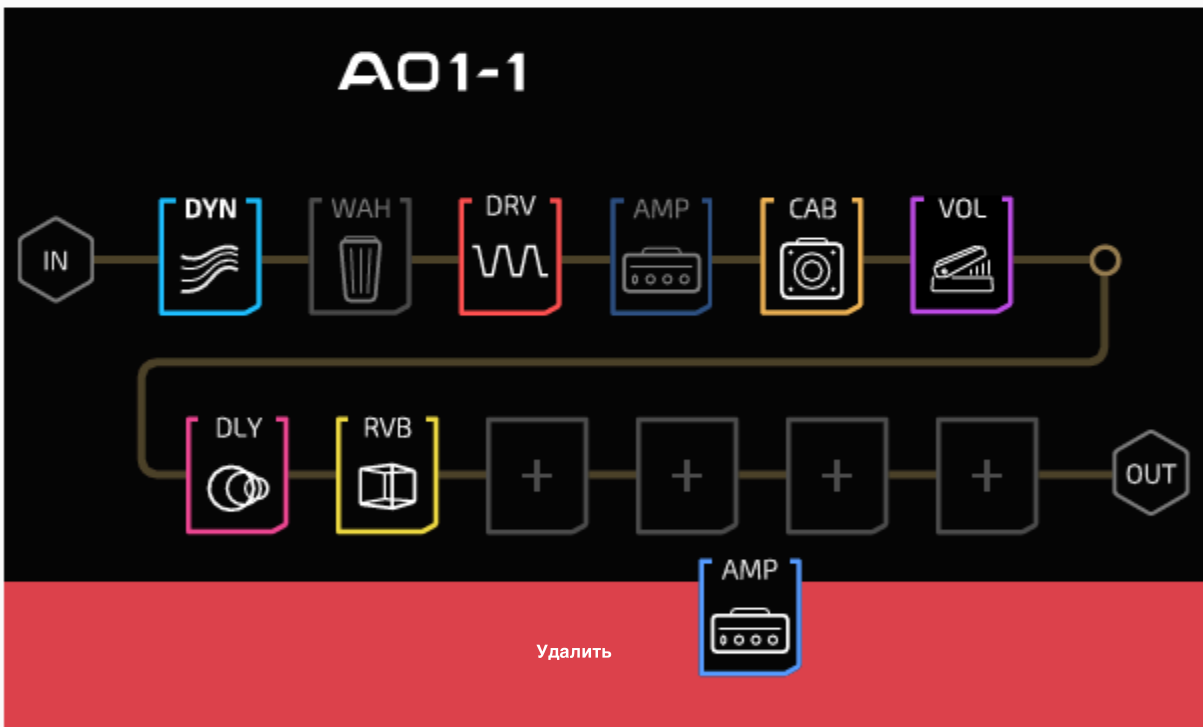 A01-1
IN
DYN
WAH
DRV
AMP
CAB
VOL
DLY
RVB
OUT
AMP
Удалить